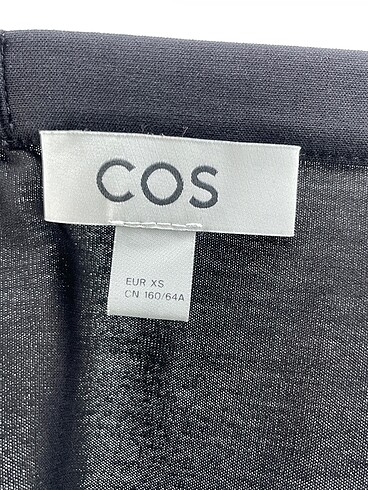 COS
EUR XS
CN 160/64A